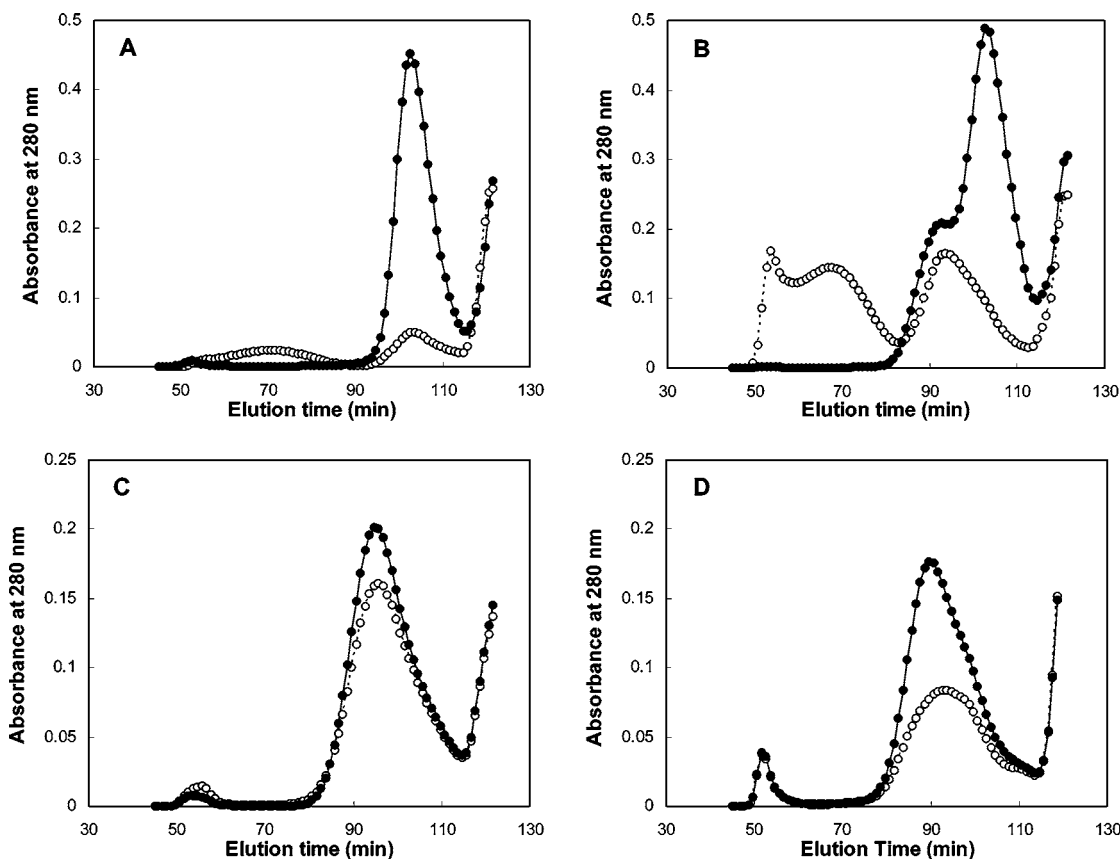 A
Absorbance at 280 nm
0.5
0.4
0.3
0.2
0.1
0
30 50 70 90 110 130
Elution time (min)
B
Absorbance at 280 nm
0.5
0.4
0.3
0.2
0.1
0
30 50 70 90 110 130
Elution time (min)
C
Absorbance at 280 nm
0.25
0.2
0.15
0.1
0.05
0
30 50 70 90 110 130
Elution time (min)
D
Absorbance at 280 nm
0.25
0.2
0.15
0.1
0.05
0
30 50 70 90 110 130
Elution Time (min)